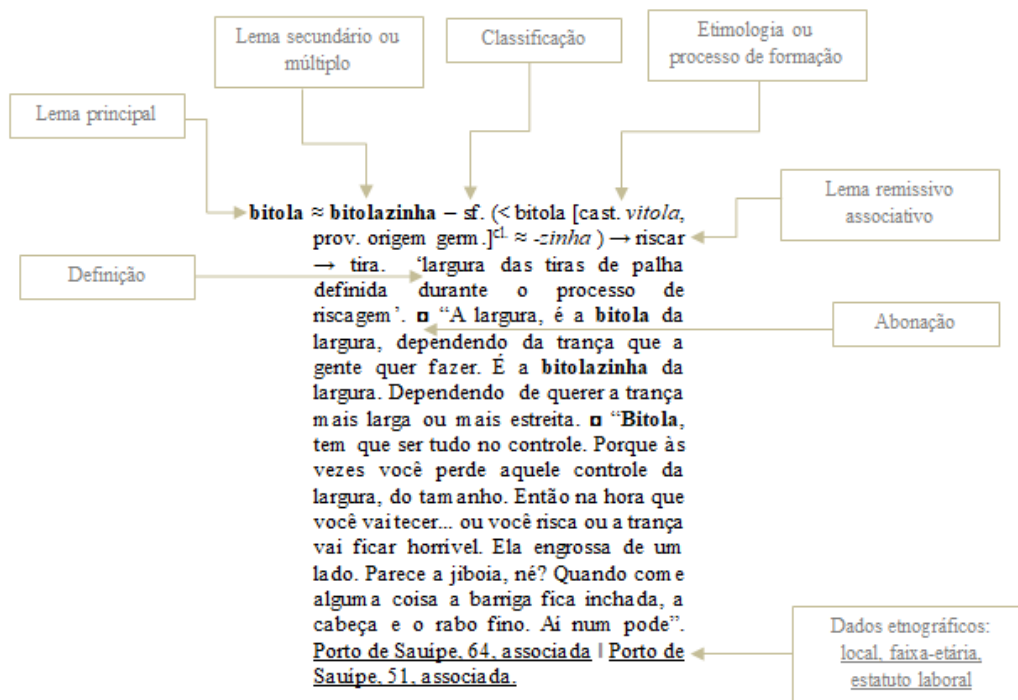 Lema secundário ou
múltiplo
Classificação
Etimologia ou
processo de formação
Lema principal
Lema remissivo
associativo
Definição
Abonação
bitola ≈ bitolazinha – sf. (< bitola [cast. vitola,
prov. origem germ.]cl. ≈ -zinha ) → riscar
→ tira. ‘largura das tiras de palha
definida durante o processo de
riscagem’. ◘ “A largura, é a bitola da
largura, dependendo da trança que a
gente quer fazer. É a bitolazinha da
largura. Dependendo de querer a trança
mais larga ou mais estreita. ◘ “Bitola,
tem que ser tudo no controle. Porque às
vezes você perde aquele controle da
largura, do tamanho. Então na hora que
você vai tecer... ou você risca ou a trança
vai ficar horrível. Ela engrossa de um
lado. Parece a jiboia, né? Quando come
alguma coisa a barriga fica inchada, a
cabeça e o rabo fino. Aí num pode”.
Porto de Sauípe, 64, associada | Porto de
Sauípe, 51, associada.
Dados etnográficos:
local, faixa-etária,
estatuto laboral